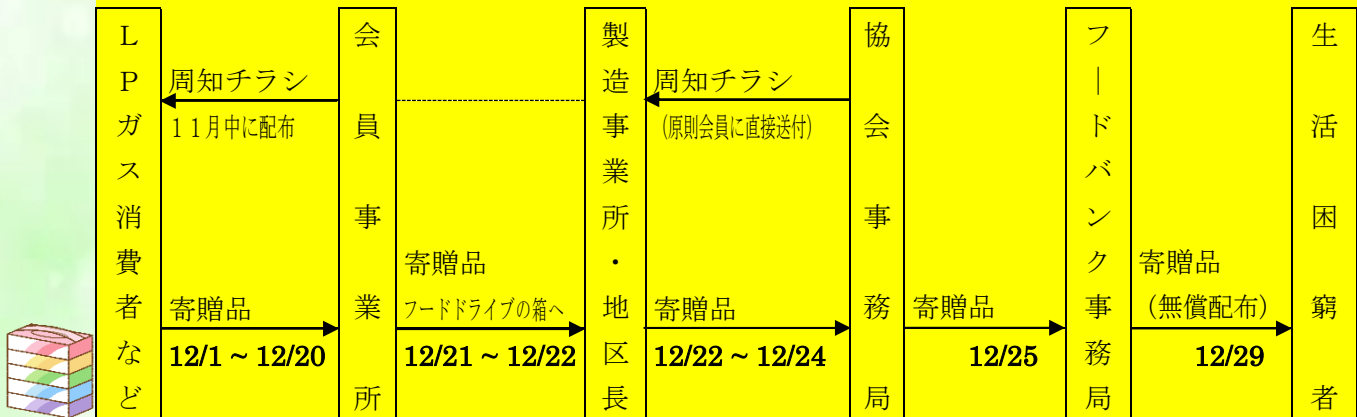 ＬＰガス消費者など
周知チラシ
１１月中に配布
寄贈品
12/1 ~ 12/20
会員事業所
寄贈品
フードドライブの箱へ
12/21 ~ 12/22
製造事業所・地区長
周知チラシ
(原則会員に直接送付)
寄贈品
12/22 ~ 12/24
協会事務局
寄贈品
12/25
フードバンク事務局
寄贈品
（無償配布）
12/29
生活困窮者